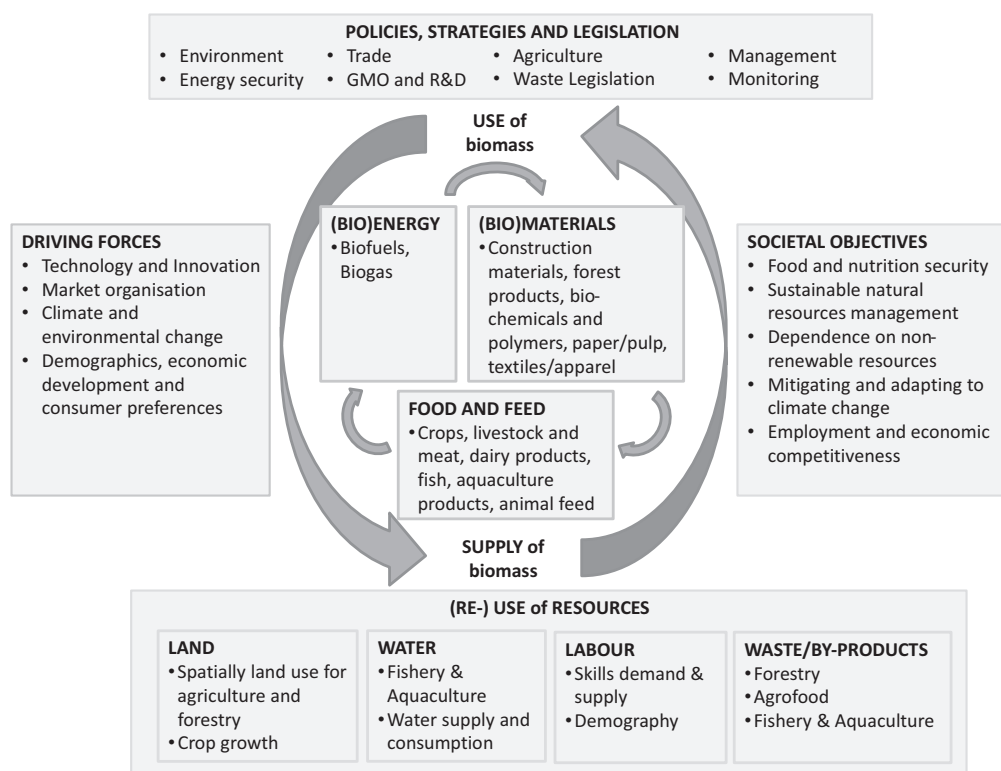 POLICIES, STRATEGIES AND LEGISLATION
• Environment • Trade • Agriculture • Management
• Energy security • GMO and R&D • Waste Legislation • Monitoring
USE of
biomass
DRIVING FORCES
• Technology and Innovation
• Market organisation
• Climate and
environmental change
• Demographics, economic
development and
consumer preferences
(BIO)ENERGY
• Biofuels,
Biogas
(BIO)MATERIALS
• Construction
materials, forest
products, bio-
chemicals and
polymers, paper/pulp,
textiles/apparel
FOOD AND FEED
• Crops, livestock and
meat, dairy products,
fish, aquaculture
products, animal feed
SOCIETAL OBJECTIVES
• Food and nutrition security
• Sustainable natural
resources management
• Dependence on non-
renewable resources
• Mitigating and adapting to
climate change
• Employment and economic
competitiveness
SUPPLY of
biomass
(RE-) USE of RESOURCES
LAND
• Spatially land use for
agriculture and
forestry
• Crop growth
WATER
• Fishery &
Aquaculture
• Water supply and
consumption
LABOUR
• Skills demand &
supply
• Demography
WASTE/BY-PRODUCTS
• Forestry
• Agrofood
• Fishery & Aquaculture